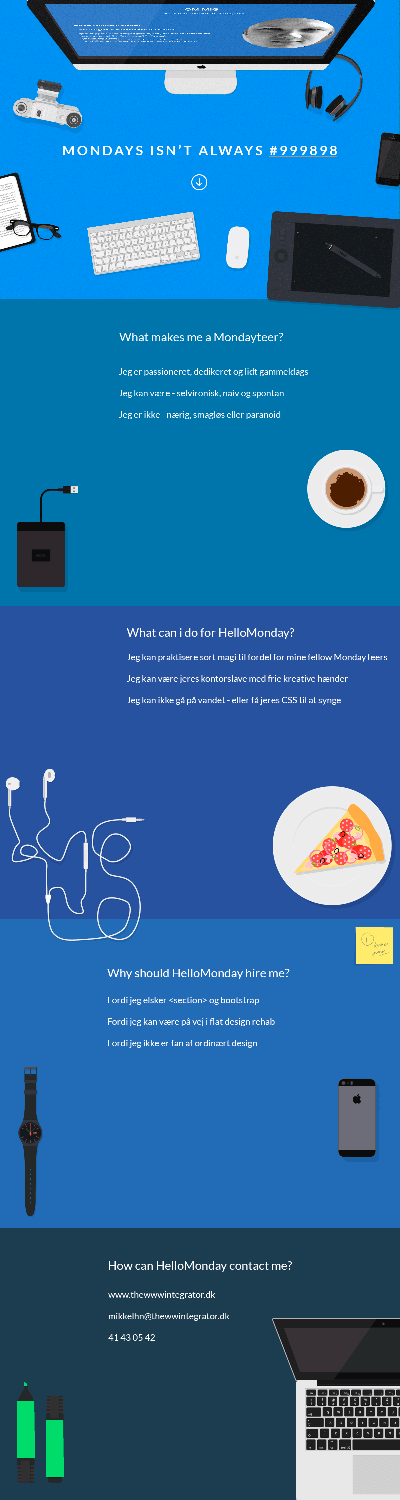 OM MIG
MONDAYS ISN'T ALWAYS #999898
What makes me a Mondayteer?
Jeg er passioneret, dedikeret og lidt gammeldags
Jeg kan være - selvironisk, naiv og spontan
Jeg er ikke - nærig, smagløs eller paranoid
What can i do for HelloMonday?
Jeg kan praktisere sort magi til fordel for mine fellow Mondayteers
Jeg kan være jeres kontorslave med frie kreative hænder
Jeg kan ikke gå på vandet - eller få jeres CSS til at synge
Why should HelloMonday hire me?
Fordi jeg elsker <section> og bootstrap
Fordi jeg kan være på vej i flat design rehab
Fordi jeg ikke er fan af ordinært design
How can HelloMonday contact me?
www.thewwwintegrator.dk
mikkelhn@thewwintegrator.dk
41 43 05 42